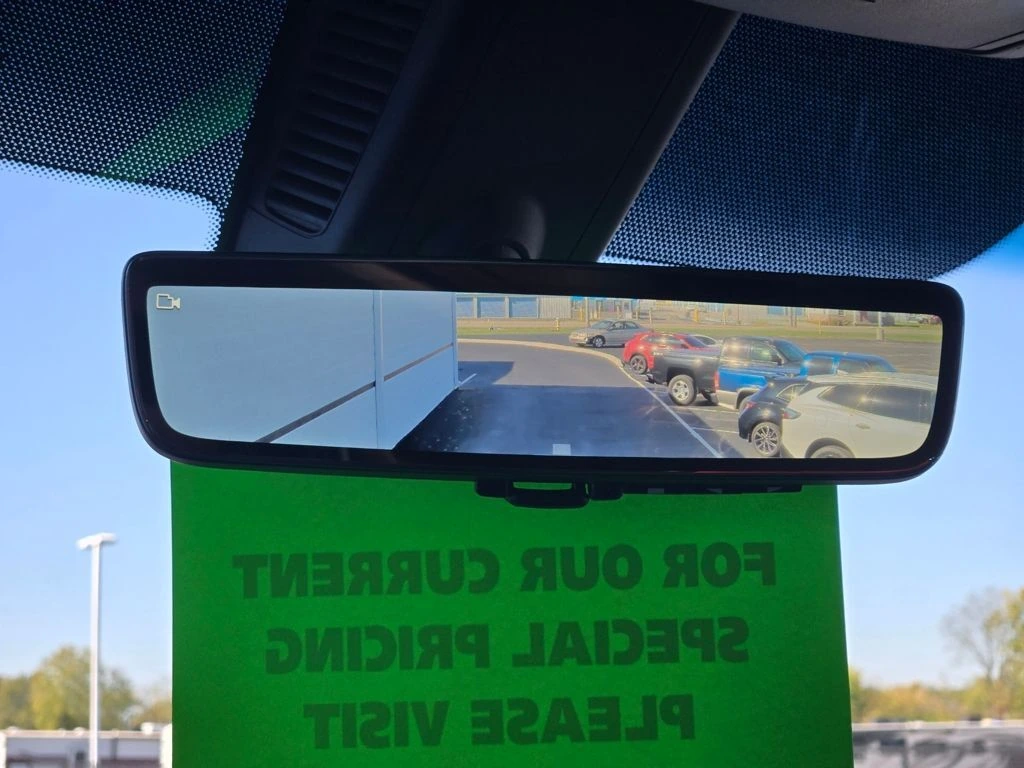 FOR OUR CURRENT
SPECIAL PRICING
PLEASE VISIT